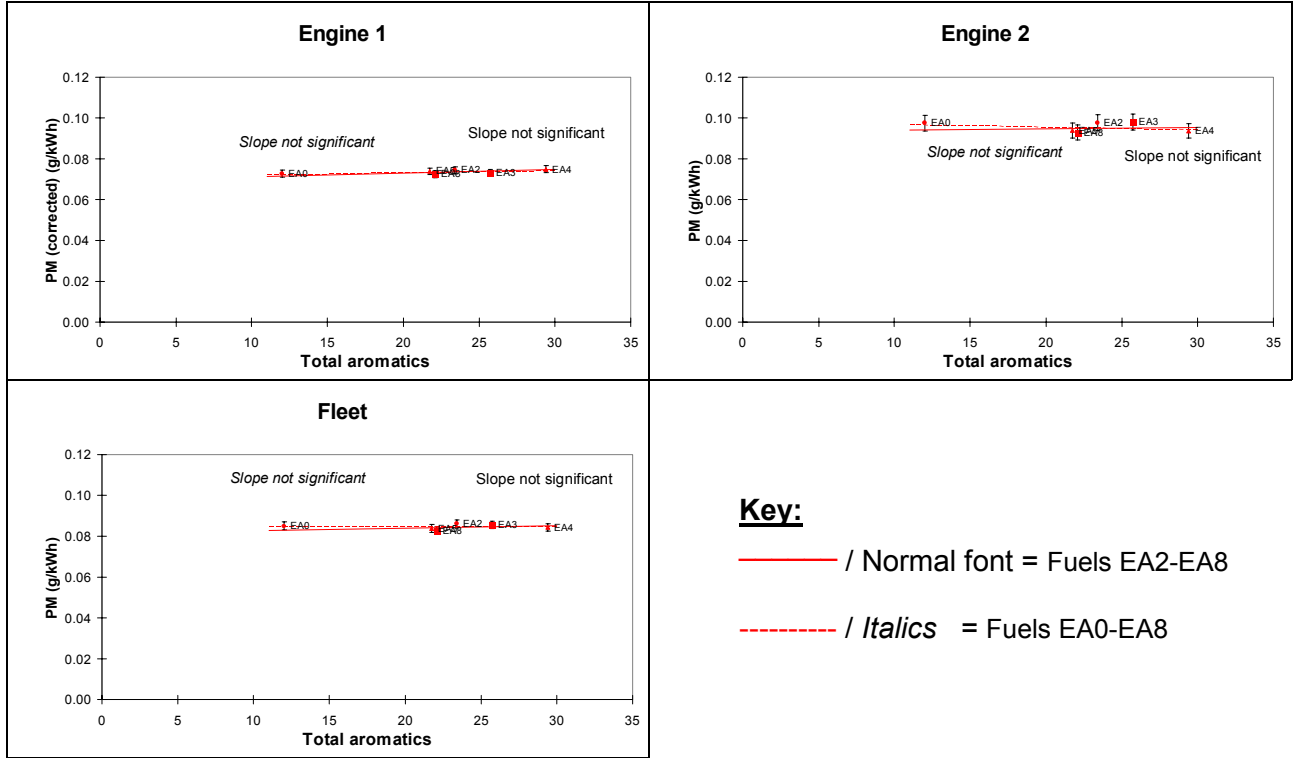 Engine 1
PM (corrected) (g/kWh)
0.12
0.10
0.08
0.06
0.04
0.02
0.00
Slope not significant
Slope not significant
EA0
EA2
EA8
EA3
EA4
0 5 10 15 20 25 30 35
Total aromatics
Engine 2
PM (g/kWh)
0.12
0.10
0.08
0.06
0.04
0.02
0.00
EA0
EA2
EA3
EA8
EA4
Slope not significant
Slope not significant
0 5 10 15 20 25 30 35
Total aromatics
Fleet
PM (g/kWh)
0.12
0.10
0.08
0.06
0.04
0.02
0.00
Slope not significant
Slope not significant
EA0
EA2
EA3
EA8
EA4
0 5 10 15 20 25 30 35
Total aromatics
Key:
/ Normal font = Fuels EA2-EA8
/ Italics = Fuels EA0-EA8